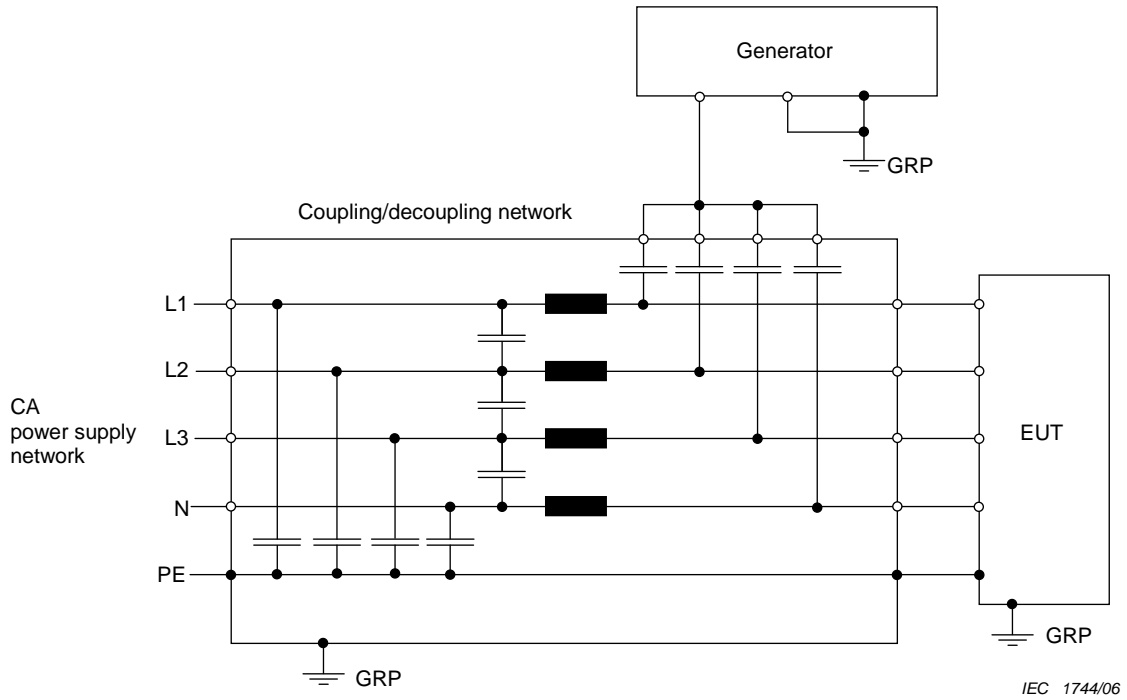 Generator
GRP
Coupling/decoupling network
L1
L2
CA
power supply
network
L3
EUT
N
PE
GRP
GRP
IEC 1744/06